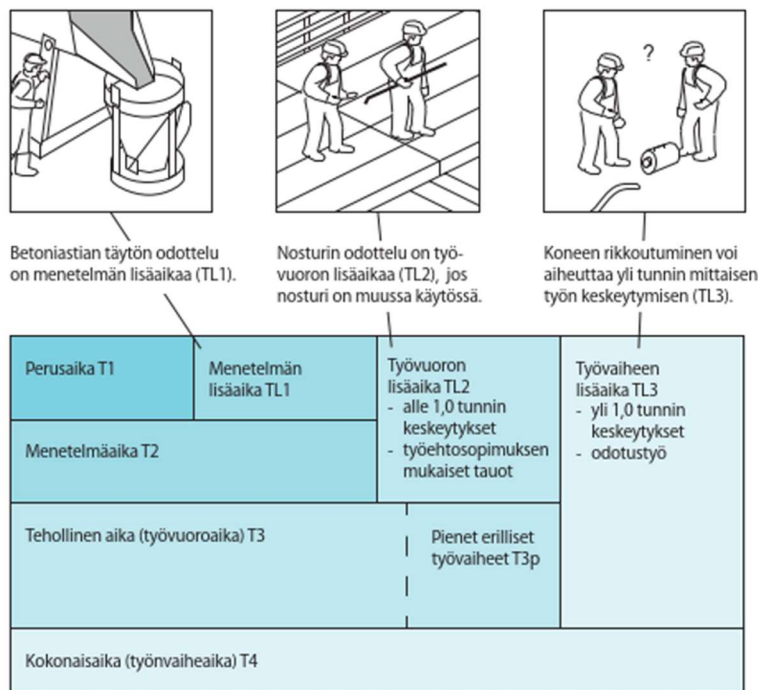 ?
Betoniastian täytön odottelu
on menetelmän lisäaikaa (TL1).
Nosturin odottelu on työ-
vuoron lisäaikaa (TL2), jos
nosturi on muussa käytössä.
Koneen rikkoutuminen voi
aiheuttaa yli tunnin mittaisen
työn keskeytymisen (TL3).
Perusaika T1
Menetelmän
lisäaika TL1
Työvuoron
lisäaika TL2
- alle 1,0 tunnin
keskeytykset
- työehtosopimuksen
mukaiset tauot
Työvaiheen
lisäaika TL3
- yli 1,0 tunnin
keskeytykset
- odotustyö
Menetelmäaika T2
Tehollinen aika (työvuoroaika) T3
Pienet erilliset
työvaiheet T3p
Kokonaisaika (työnvaiheaika) T4